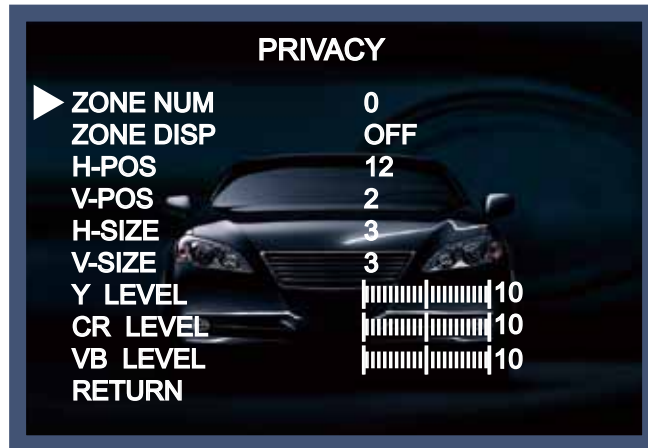 PRIVACY
ZONE NUM 0
ZONE DISP OFF
H-POS 12
V-POS 2
H-SIZE 3
V-SIZE 3
Y LEVEL 10
CR LEVEL 10
VB LEVEL 10
RETURN